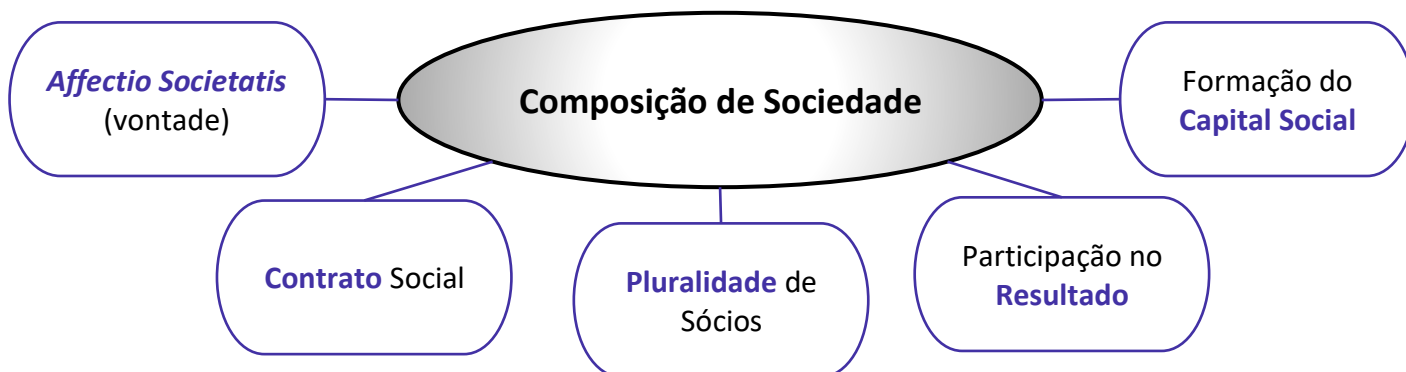 Affectio Societatis
(vontade)
Composição de Sociedade
Formação do
Capital Social
Contrato Social
Pluralidade de
Sócios
Participação no
Resultado